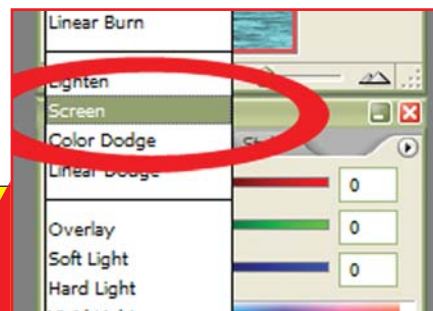 Linear Burn
Lighten
Screen
Color Dodge
Linear Dodge
0
Overlay
0
Soft Light
0
Hard Light